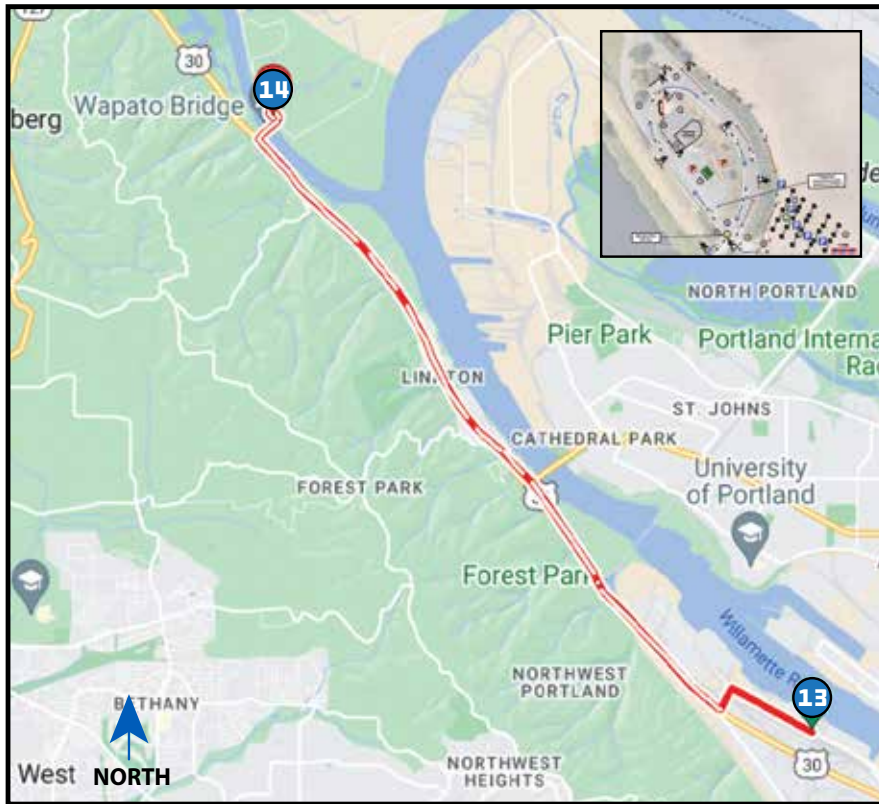 127
30
14
Wapato Bridge
berg
NORTH PORTLAND
Pier Park
Portland Interna
Rac
LINNTON
ST. JOHNS
CATHEDRAL PARK
University
of Portland
FOREST PARK
30
Forest Park
Willamette R
NORTHWEST
PORTLAND
13
BETHANY
30
West
NORTH
NORTHWEST
HEIGHTS